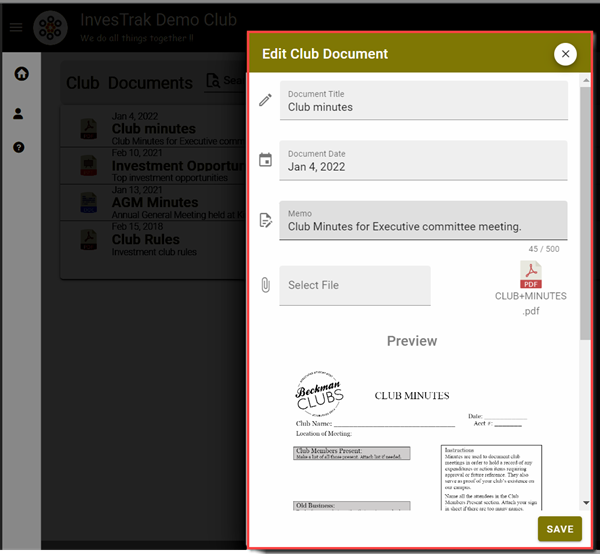 InvesTrak Demo Club
We do all things together !!
Club Documents
Sea
Jan 4, 2022
Club minutes
Club Minutes for Executive comm
Feb 10, 2021
Investment Opportun
Top investment opportunities
Jan 13, 2021
AGM Minutes
Annual General Meeting held at
Feb 15, 2018
Club Rules
Investment club rules
Edit Club Document
Document Title
Club minutes
Document Date
Jan 4, 2022
Memo
Club Minutes for Executive committee meeting.
45 / 500
Select File
PDF
CLUB+MINUTES
.pdf
Preview
Beckman
CLUBS
CLUB MINUTES
Club Name:
Date:
Acct #:
Location of Meeting:
Club Members Present:
Make a list of all those present. Attach list if needed.
Instructions
Minutes are used to document club
meetings in order to hold a record of any
expenditures or action items requiring
approval or future reference. They also
serve as proof of your club's existence on
our campus.
Name all the attendees in the Club
Members Present section. Attach your sign
in sheet if there are too many names.
Old Business:
SAVE